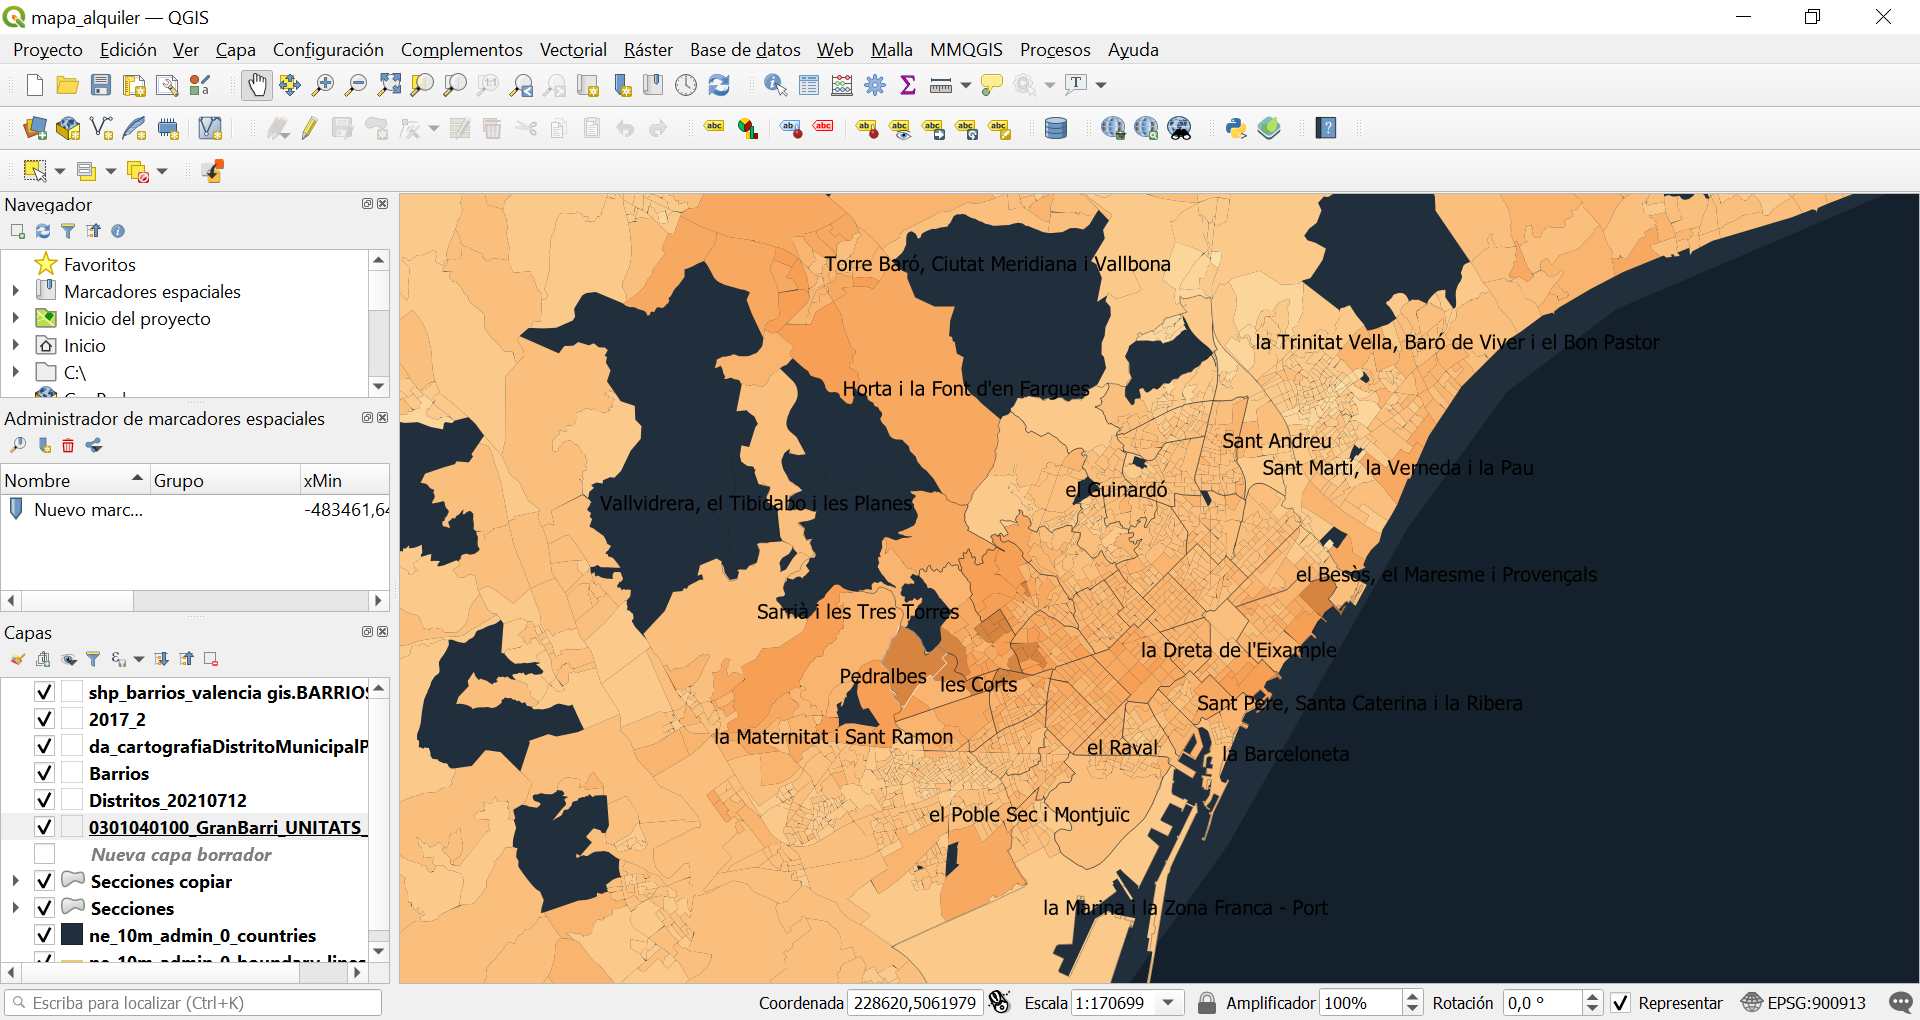 mapa_alquiler — QGIS
Proyecto Edición Ver Capa Configuración Complementos Vectorial Ráster Base de datos Web Malla MMQGIS Procesos Ayuda
Navegador
Favoritos
Marcadores espaciales
Inicio del proyecto
Inicio
C:\
Administrador de marcadores espaciales
Nombre Grupo xMin
Nuevo marc... -483461,64
Capas
shp_barrios_valencia gis.BARRIOS
2017_2
da_cartografiaDistritoMunicipalP
Barrios
Distritos_20210712
0301040100_GranBarri_UNITATS_
Nueva capa borrador
Secciones copiar
Secciones
ne_10m_admin_0_countries
ne_10m_admin_0_boundary_lines
Torre Baró, Ciutat Meridiana i Vallbona
la Trinitat Vella, Baró de Viver i el Bon Pastor
Horta i la Font d'en Fargues
Sant Andreu
Sant Martí, la Verneda i la Pau
el Guinardó
Vallvidrera, el Tibidabo i les Planes
el Besòs, el Maresme i Provençals
Sarrià i les Tres Torres
la Dreta de l'Eixample
Pedralbes
les Corts
Sant Pere, Santa Caterina i la Ribera
la Maternitat i Sant Ramon
el Raval
la Barceloneta
el Poble Sec i Montjuïc
la Marina i la Zona Franca - Port
Escriba para localizar (Ctrl+K)
Coordenada 228620,5061979 Escala 1:170699 Amplificador 100% Rotación 0,0 ° Representar EPSG:900913